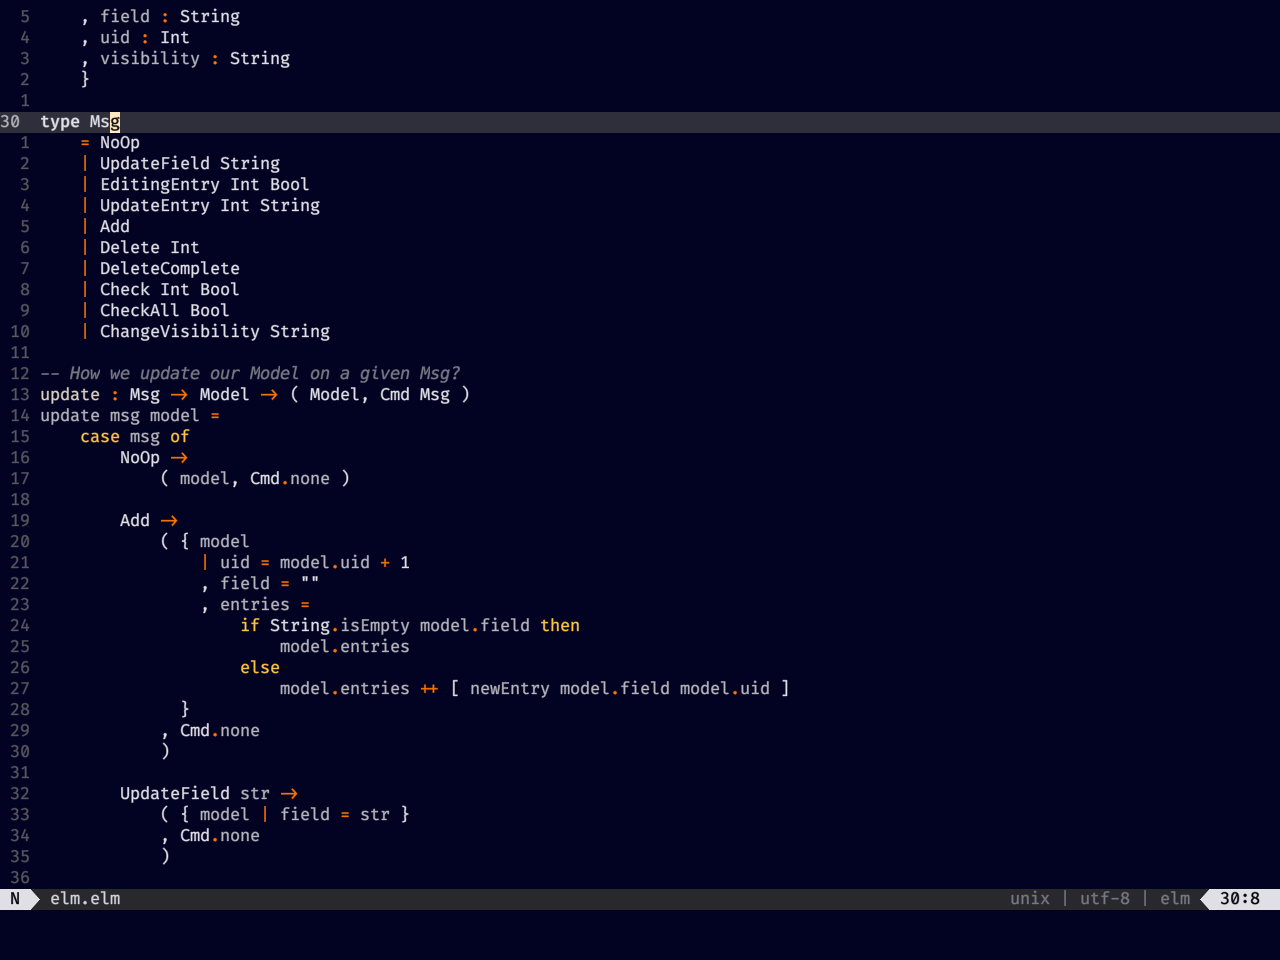 5     , field : String
4     , uid : Int
3     , visibility : String
2     }
1
30  type Msg
1     = NoOp
2     | UpdateField String
3     | EditingEntry Int Bool
4     | UpdateEntry Int String
5     | Add
6     | Delete Int
7     | DeleteComplete
8     | Check Int Bool
9     | CheckAll Bool
10     | ChangeVisibility String
11
12 -- How we update our Model on a given Msg?
13 update : Msg -> Model -> ( Model, Cmd Msg )
14 update msg model =
15     case msg of
16         NoOp ->
17             ( model, Cmd.none )
18
19         Add ->
20             ( { model
21                 | uid = model.uid + 1
22                 , field = ""
23                 , entries =
24                     if String.isEmpty model.field then
25                         model.entries
26                     else
27                         model.entries ++ [ newEntry model.field model.uid ]
28               }
29             , Cmd.none
30             )
31
32         UpdateField str ->
33             ( { model | field = str }
34             , Cmd.none
35             )
36
N elm.elm unix | utf-8 | elm 30:8